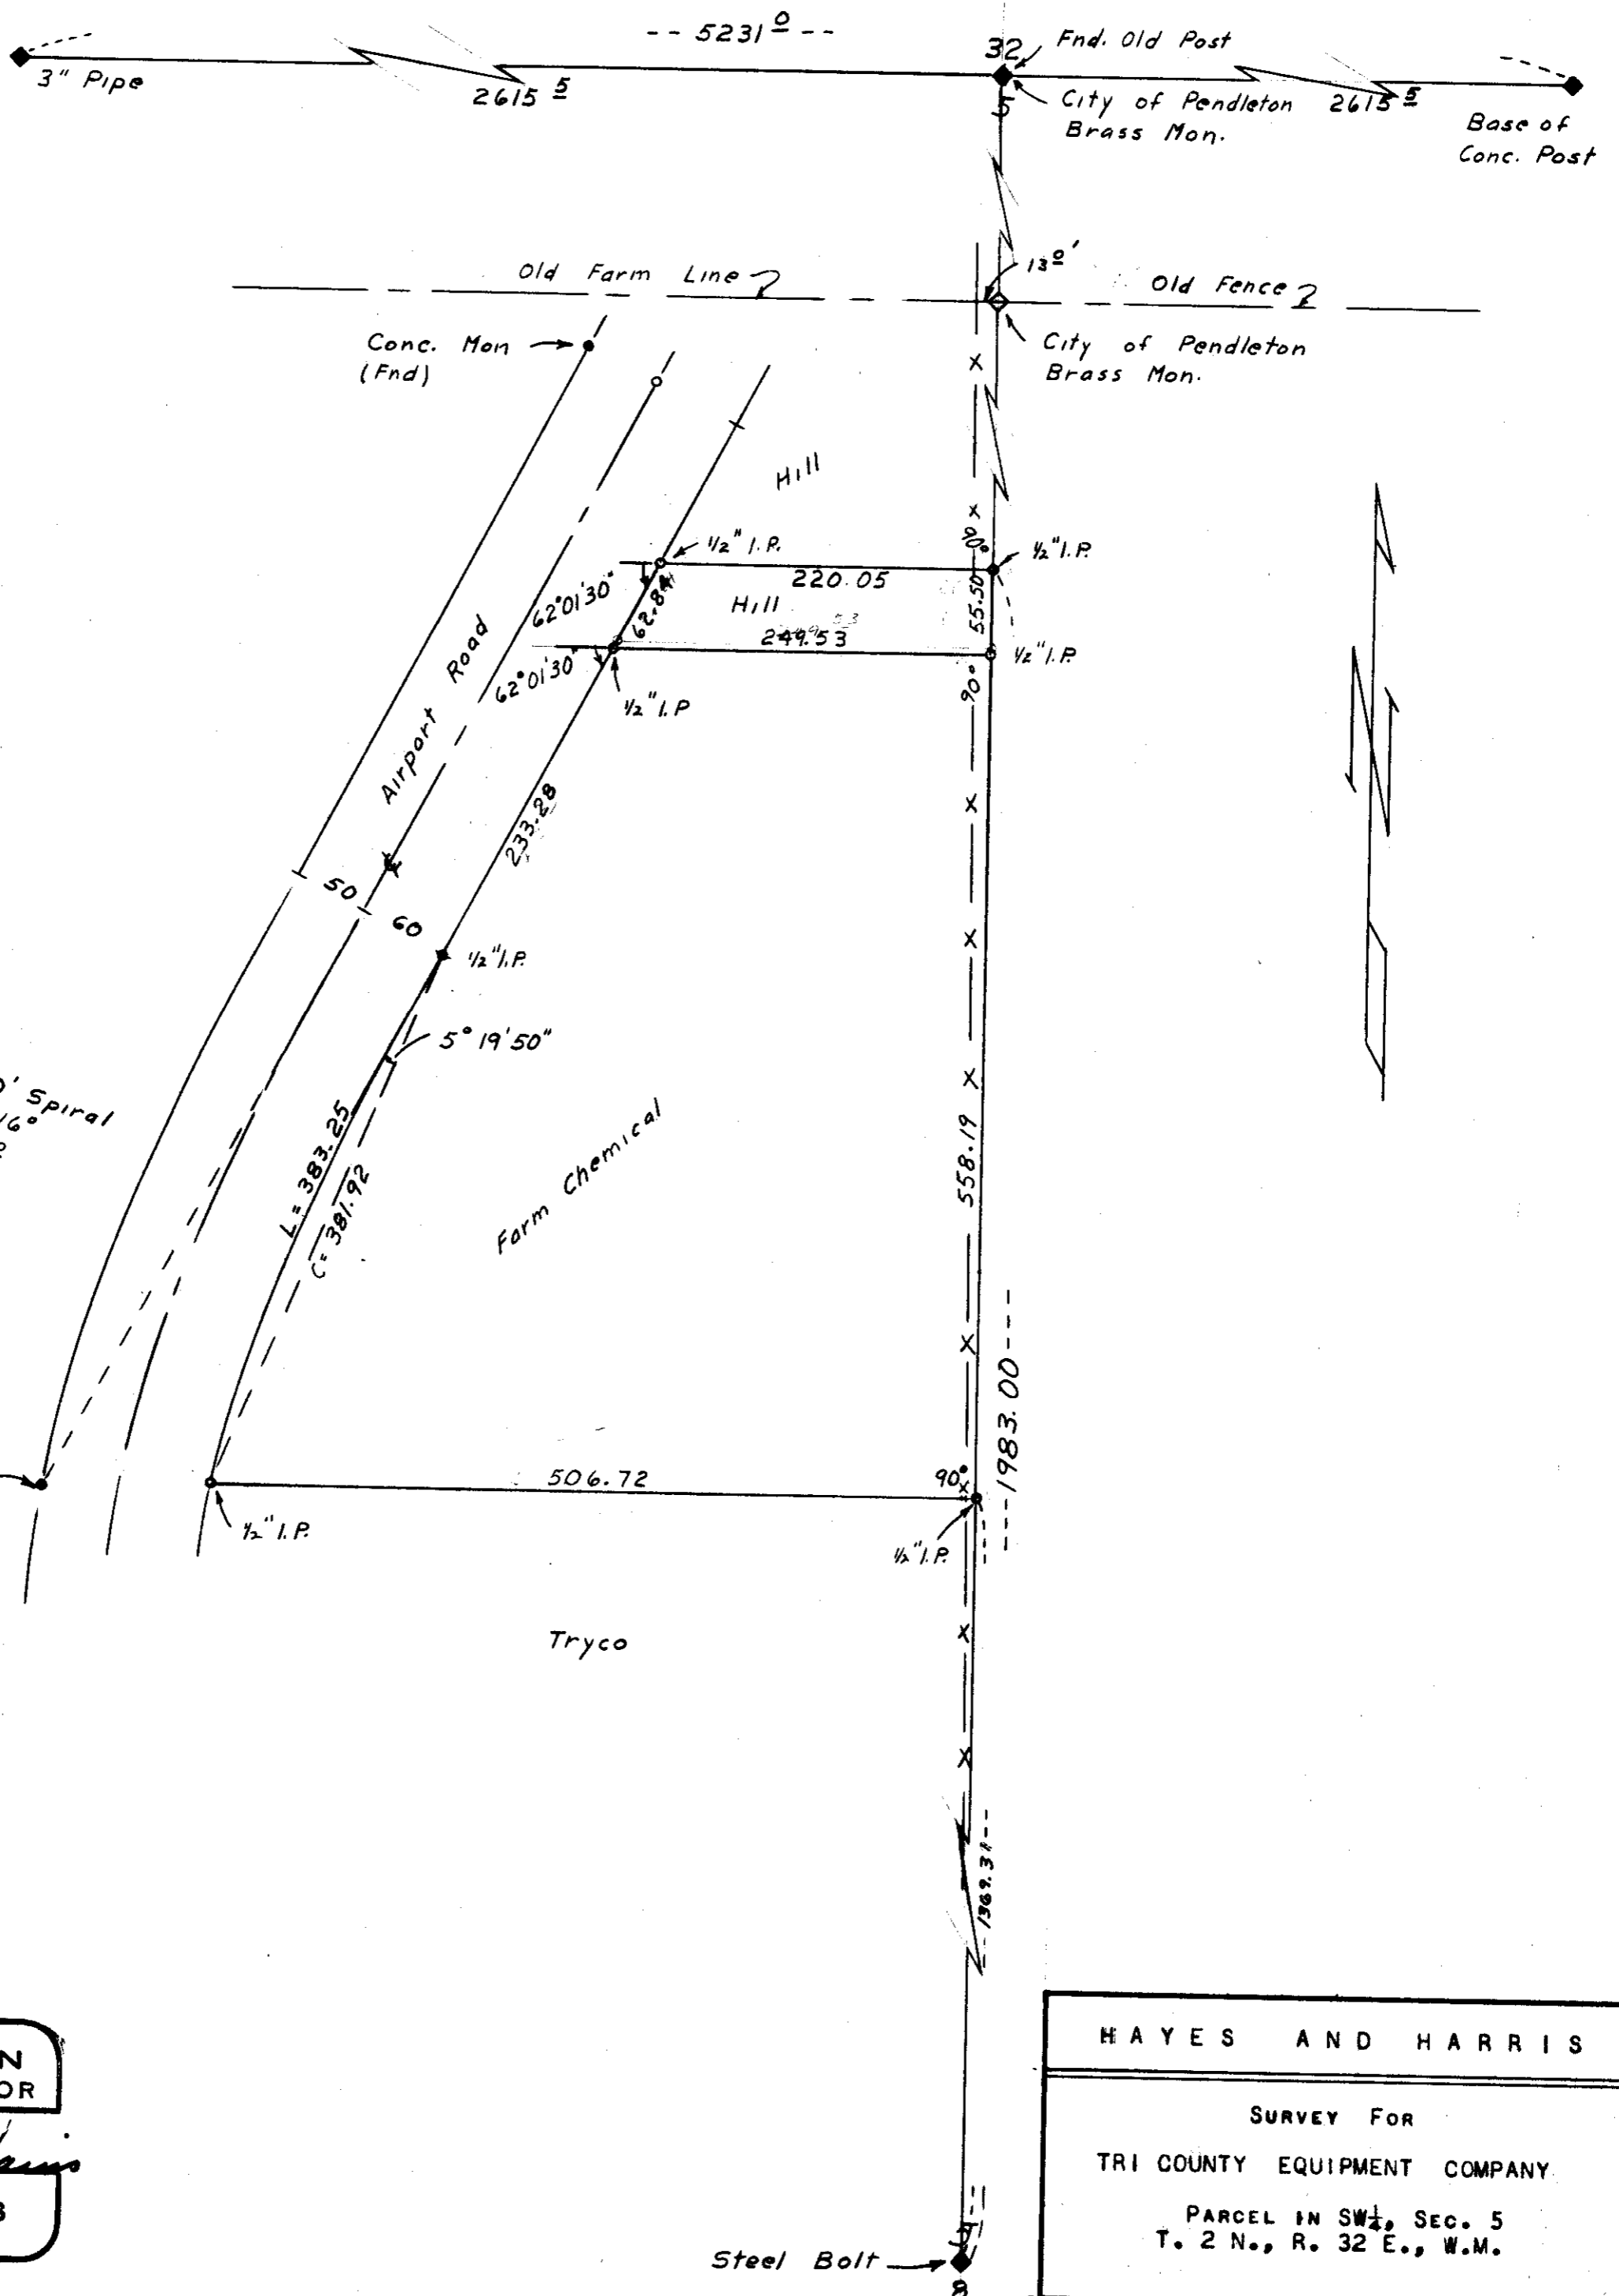 -- 5231 0 --
32
Fnd. Old Post
3" Pipe
2615 5
5
City of Pendleton
Brass Mon.
2615 5
Base of
Conc. Post
13 0'
Old Farm Line
Old Fence
Conc. Mon
(Fnd)
City of Pendleton
Brass Mon.
Hill
X
X
90°
1/2" I.P.
1/2" I.P.
220.05
62°01'30"
62.84
Hill
55.50
249.53
1/2" I.P.
62°01'30"
90°
1/2" I.P
Airport Road
X
233.28
50
60
X
1/2" I.P.
5° 19' 50"
X
Spiral
16°
L = 383.25
C = 381.92
Farm Chemical
558.19
X
---1983.00---
506.72
90°
X
1/2" I.P.
1/2" I.P.
Tryco
X
X
--1369.31--
HAYES AND HARRIS
SURVEY FOR
TRI COUNTY EQUIPMENT COMPANY
PARCEL IN SW¼, SEC. 5
T. 2 N., R. 32 E., W.M.
N
OR
Steel Bolt
8